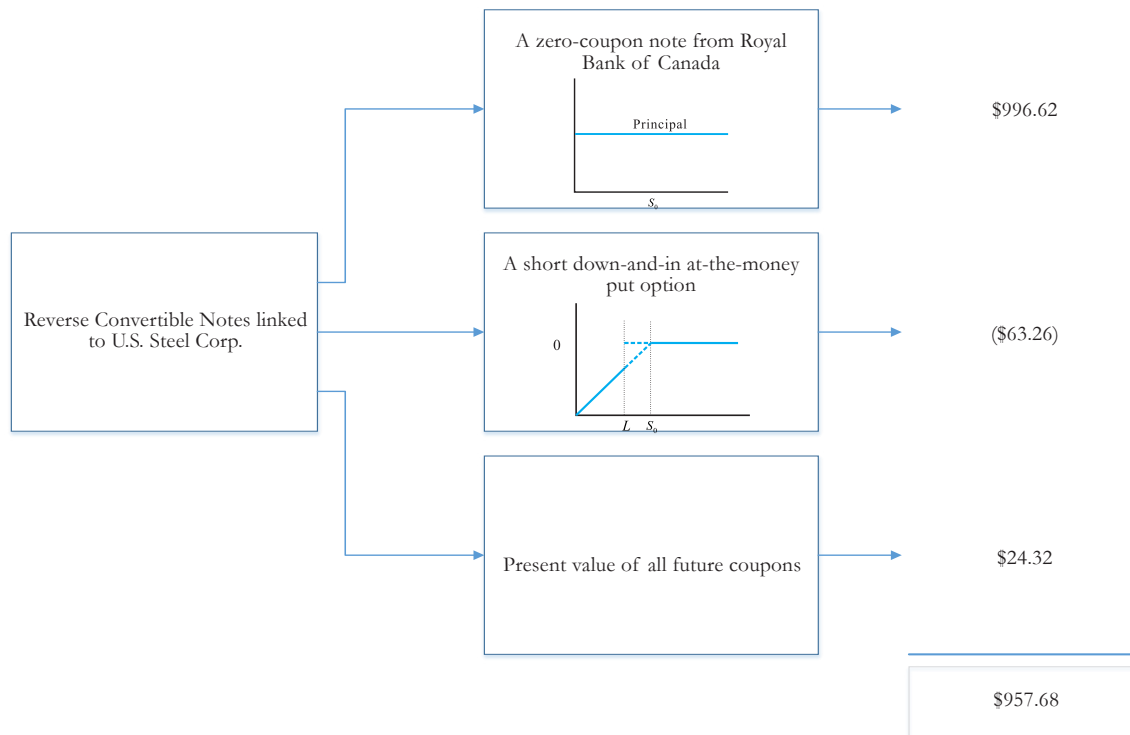 A zero-coupon note from Royal
Bank of Canada
Principal
S₀
$996.62
Reverse Convertible Notes linked
to U.S. Steel Corp.
A short down-and-in at-the-money
put option
0
L S₀
($63.26)
Present value of all future coupons
$24.32
$957.68